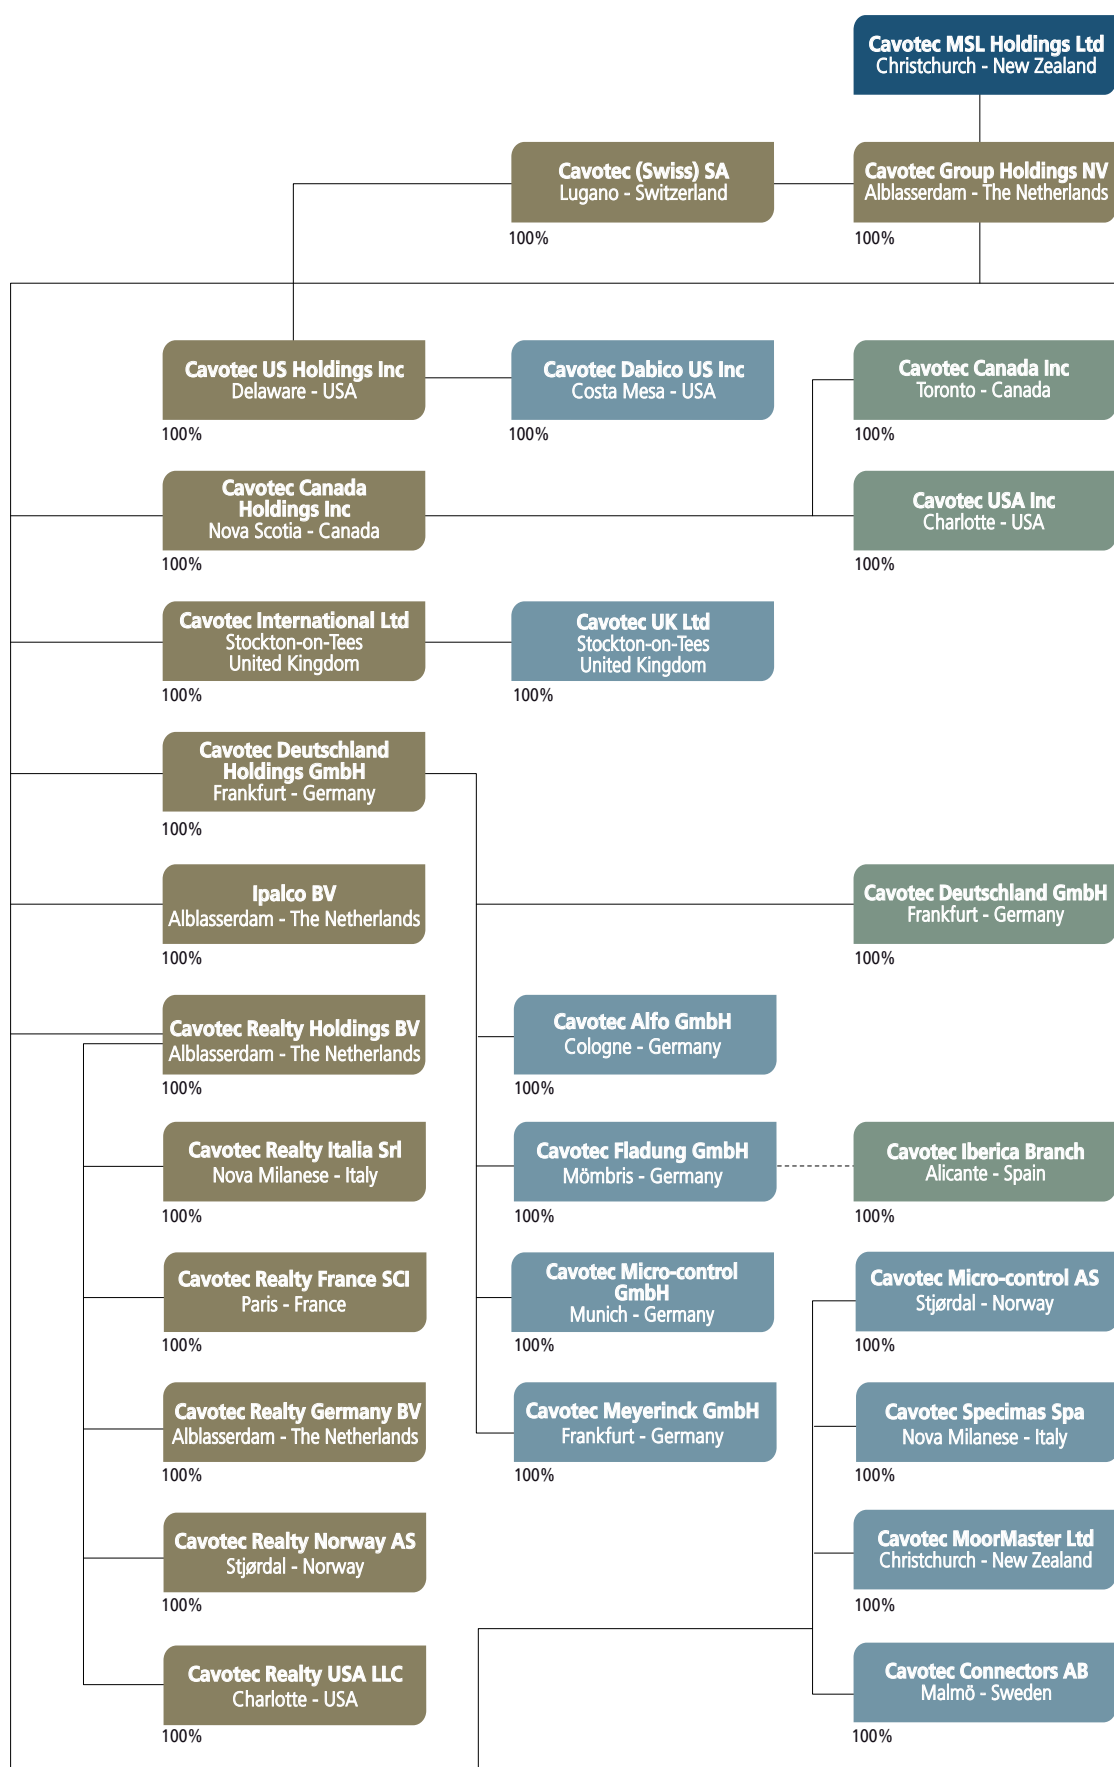 Cavotec MSL Holdings Ltd
Christchurch - New Zealand
Cavotec (Swiss) SA
Lugano - Switzerland
100%
Cavotec Group Holdings NV
Alblasserdam - The Netherlands
100%
Cavotec US Holdings Inc
Delaware - USA
100%
Cavotec Dabico US Inc
Costa Mesa - USA
100%
Cavotec Canada Inc
Toronto - Canada
100%
Cavotec Canada
Holdings Inc
Nova Scotia - Canada
100%
Cavotec USA Inc
Charlotte - USA
100%
Cavotec International Ltd
Stockton-on-Tees
United Kingdom
100%
Cavotec UK Ltd
Stockton-on-Tees
United Kingdom
100%
Cavotec Deutschland
Holdings GmbH
Frankfurt - Germany
100%
Ipalco BV
Alblasserdam - The Netherlands
100%
Cavotec Deutschland GmbH
Frankfurt - Germany
100%
Cavotec Realty Holdings BV
Alblasserdam - The Netherlands
100%
Cavotec Alfo GmbH
Cologne - Germany
100%
Cavotec Realty Italia Srl
Nova Milanese - Italy
100%
Cavotec Fladung GmbH
Mömbris - Germany
100%
Cavotec Iberica Branch
Alicante - Spain
100%
Cavotec Realty France SCI
Paris - France
100%
Cavotec Micro-control
GmbH
Munich - Germany
100%
Cavotec Micro-control AS
Stjørdal - Norway
100%
Cavotec Realty Germany BV
Alblasserdam - The Netherlands
100%
Cavotec Meyerinck GmbH
Frankfurt - Germany
100%
Cavotec Specimas Spa
Nova Milanese - Italy
100%
Cavotec Realty Norway AS
Stjørdal - Norway
100%
Cavotec MoorMaster Ltd
Christchurch - New Zealand
100%
Cavotec Realty USA LLC
Charlotte - USA
100%
Cavotec Connectors AB
Malmö - Sweden
100%